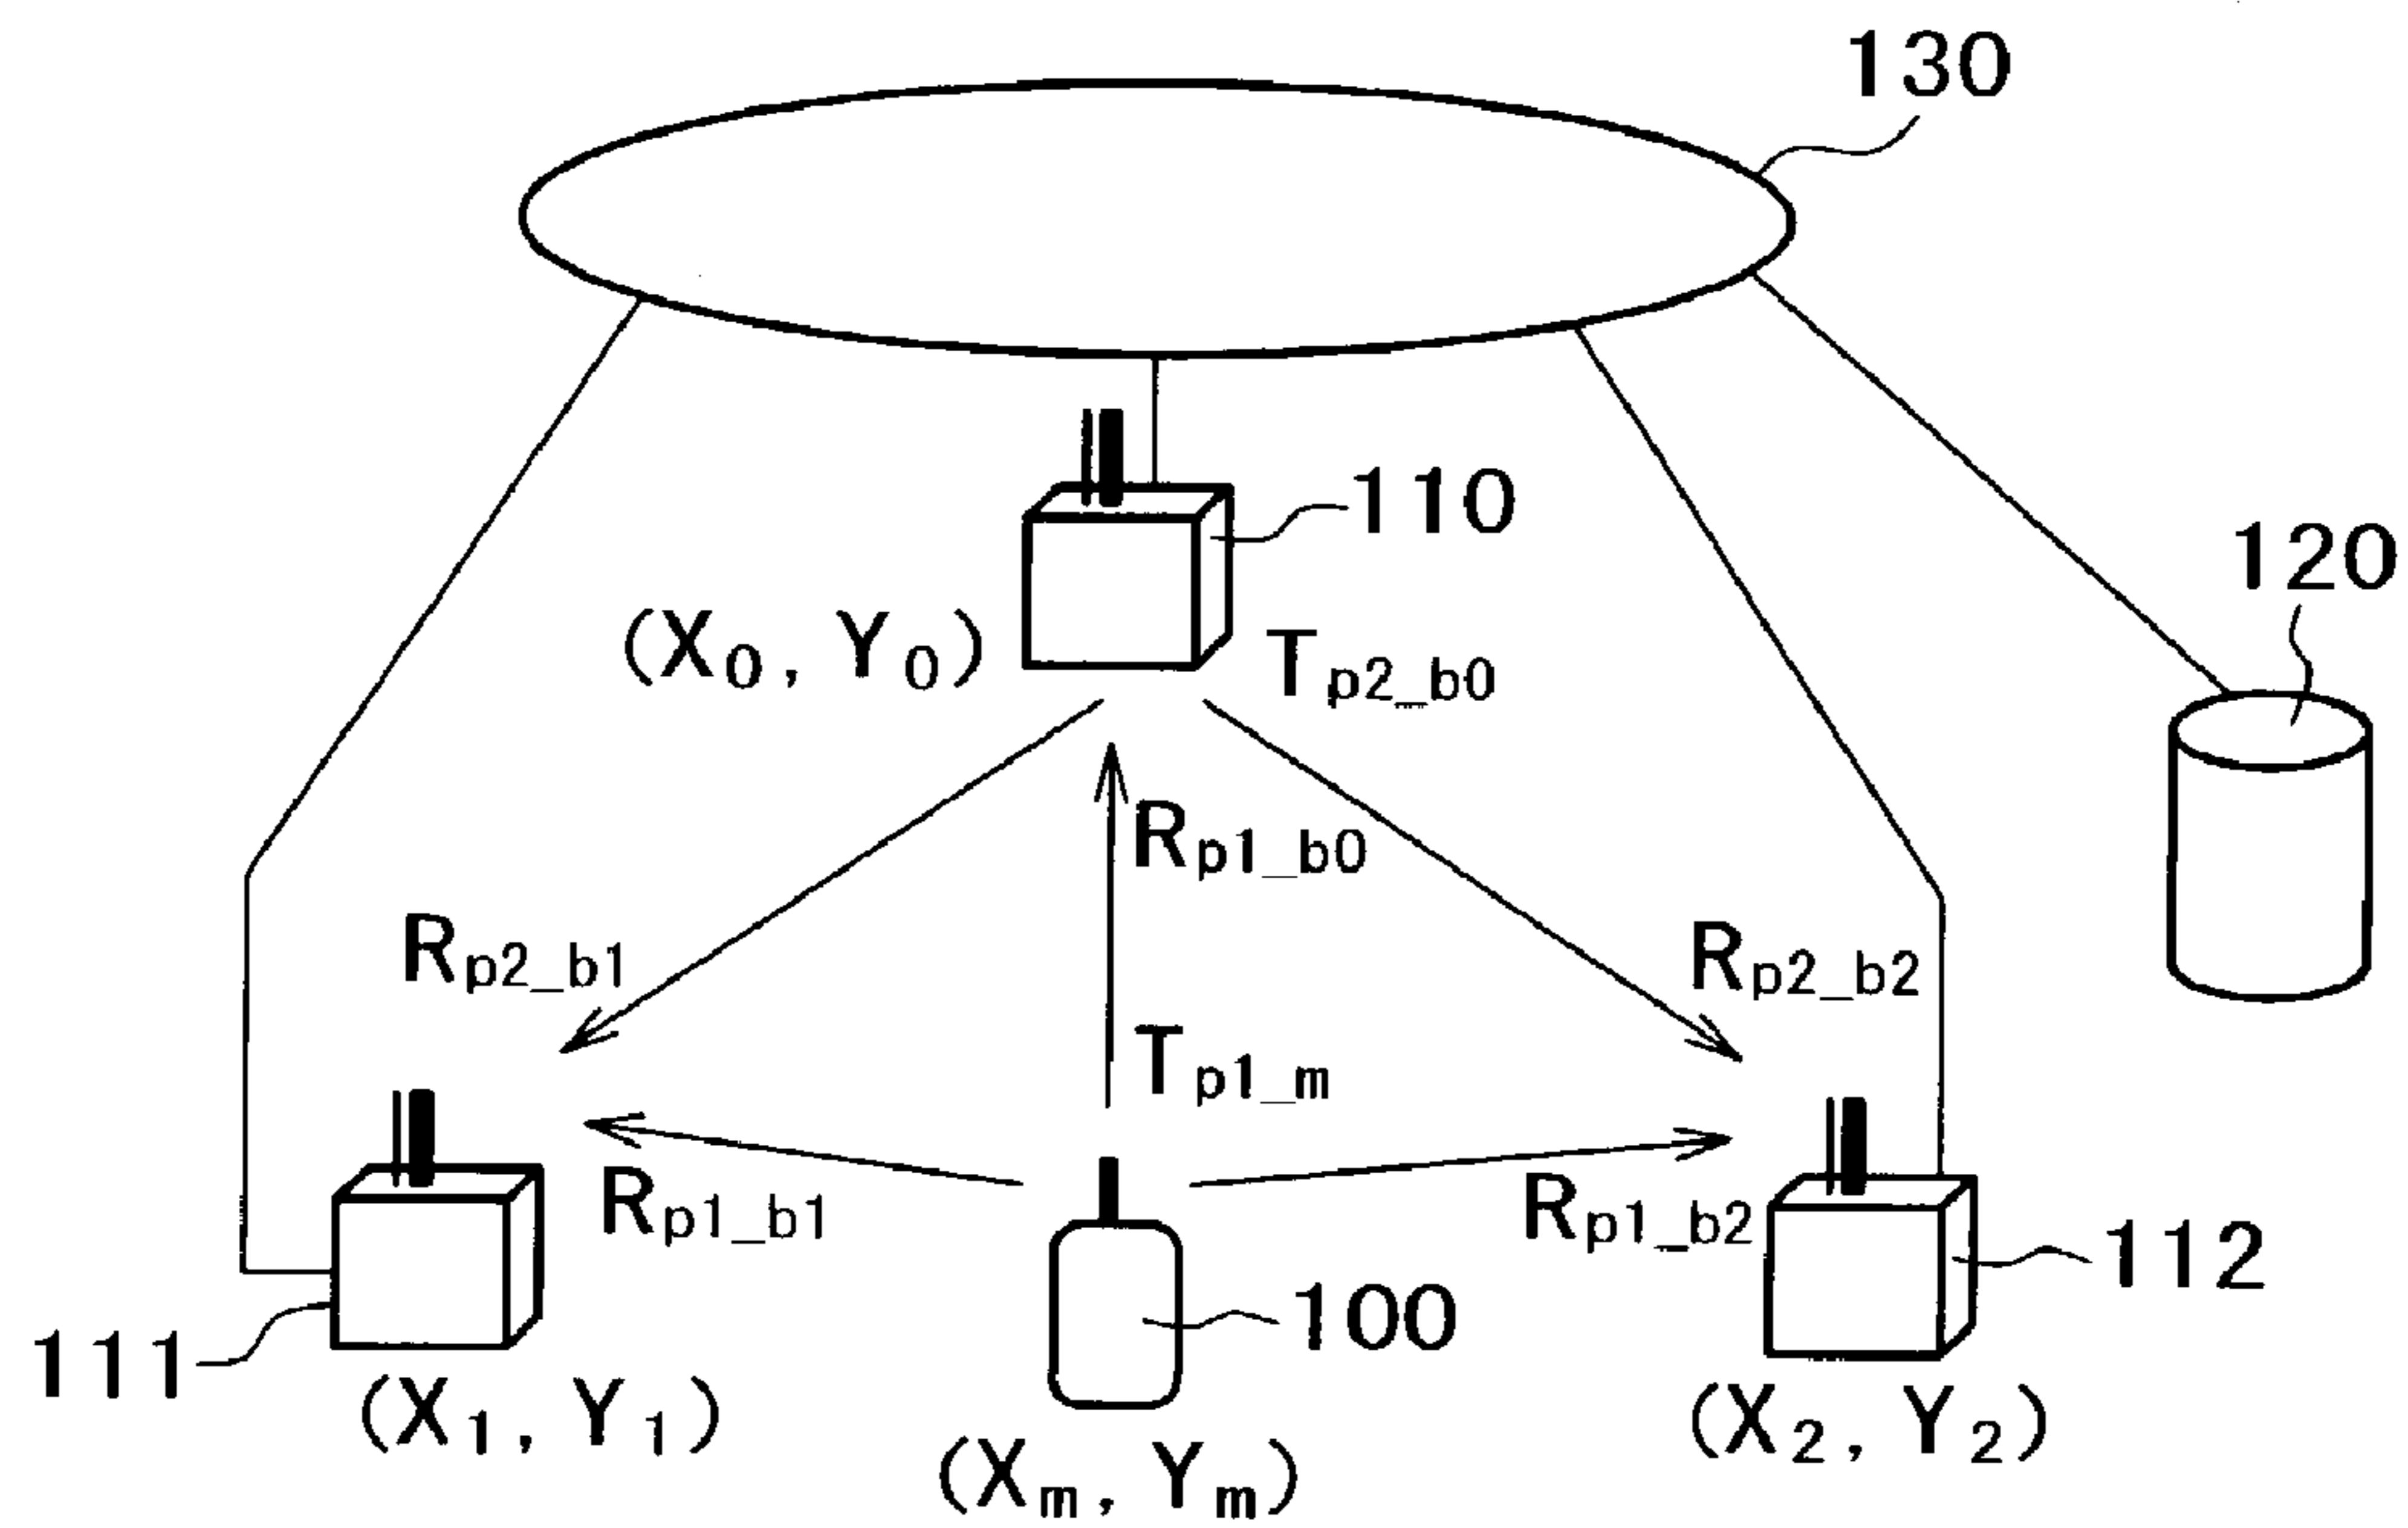 130
110
120
(X0, Y0)
Tp2_b0
Rp1_b0
Rp2_b1
Rp2_b2
Tp1_m
Rp1_b1
Rp1_b2
112
100
111
(X1, Y1)
(X2, Y2)
(Xm, Ym)